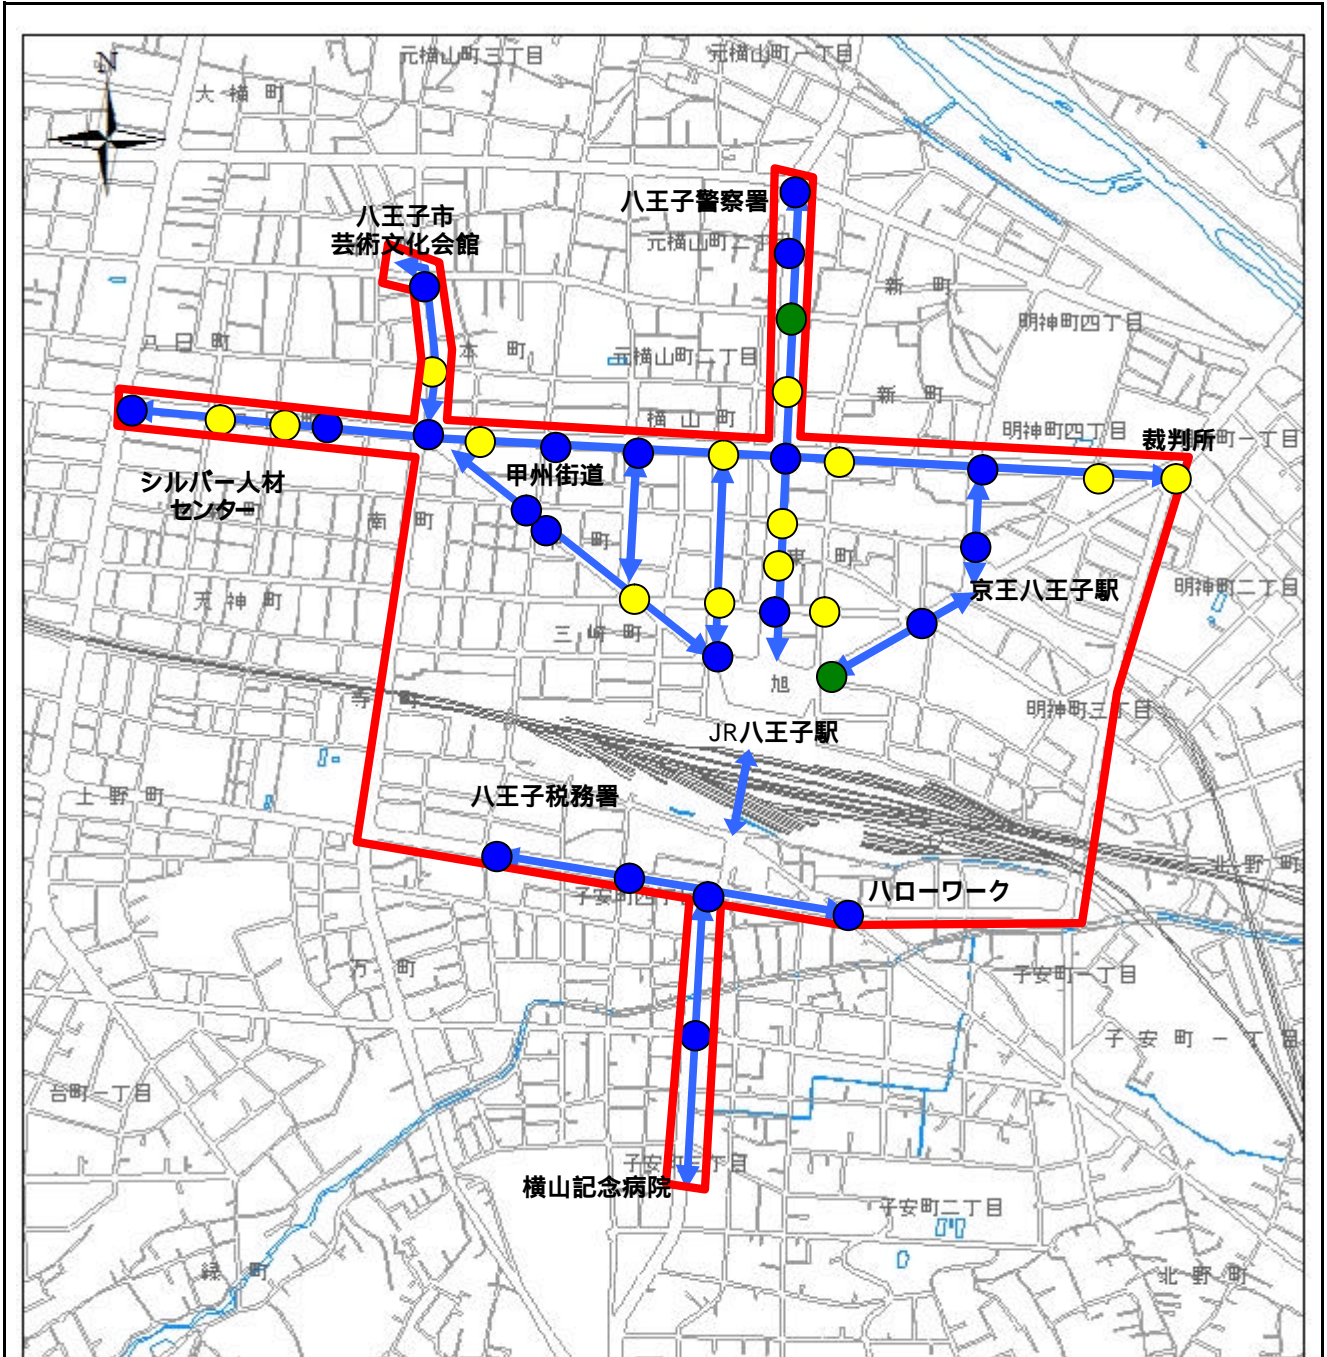 元横山町三丁目
元横山町一丁目
N
大横町
八王子警察署
八王子市
芸術文化会館
元横山町二丁
新町
明神町四丁目
八日町
本町
元横山町二丁目
新町
横山町
明神町四丁目
裁判所
町一丁目
甲州街道
シルバー人材
センター
南町
町
東町
明神町二丁目
京王八王子駅
天神町
三崎町
旭
寺町
明神町三丁目
JR八王子駅
上野町
八王子税務署
北野町
ハローワーク
子安町四丁
万町
子安町一丁目
子安町一丁目
台町一丁目
子安町二丁目
横山記念病院
子安町二丁目
緑町
北野町